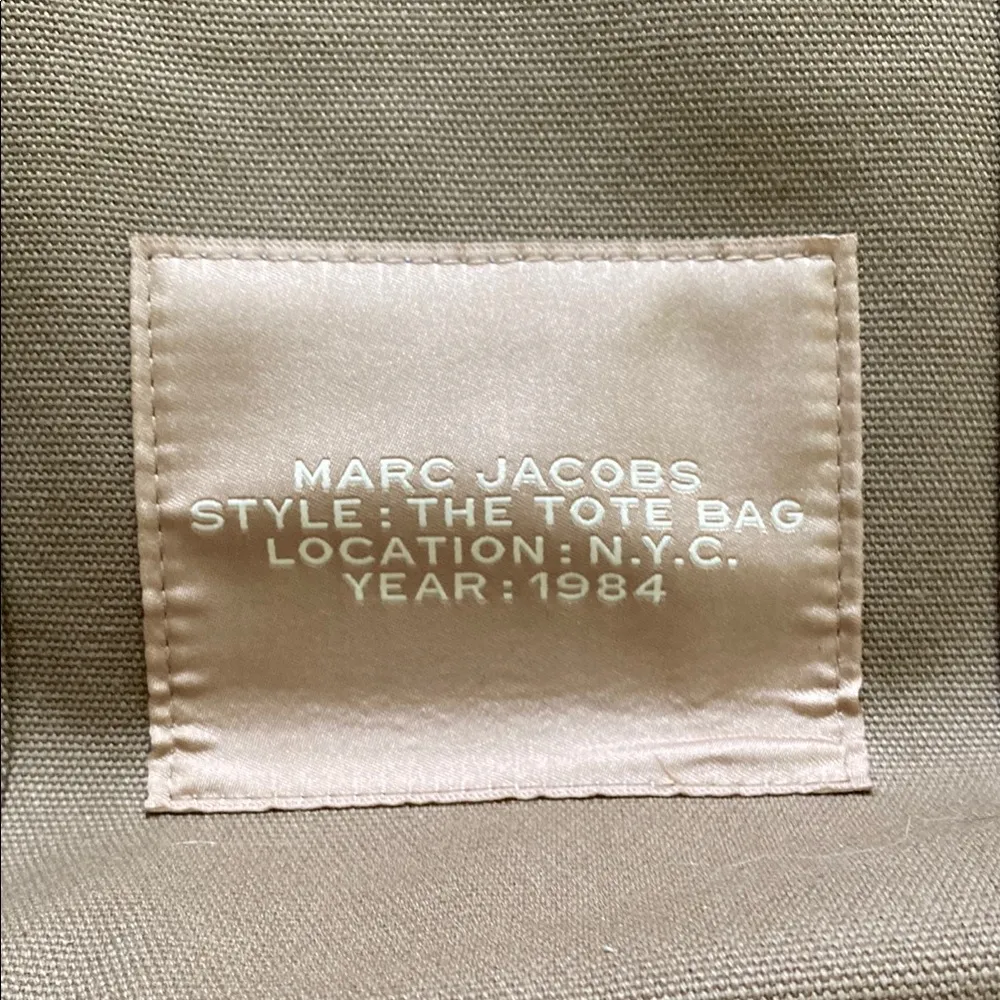 MARC JACOBS
STYLE : THE TOTE BAG
LOCATION : N.Y.C.
YEAR : 1984